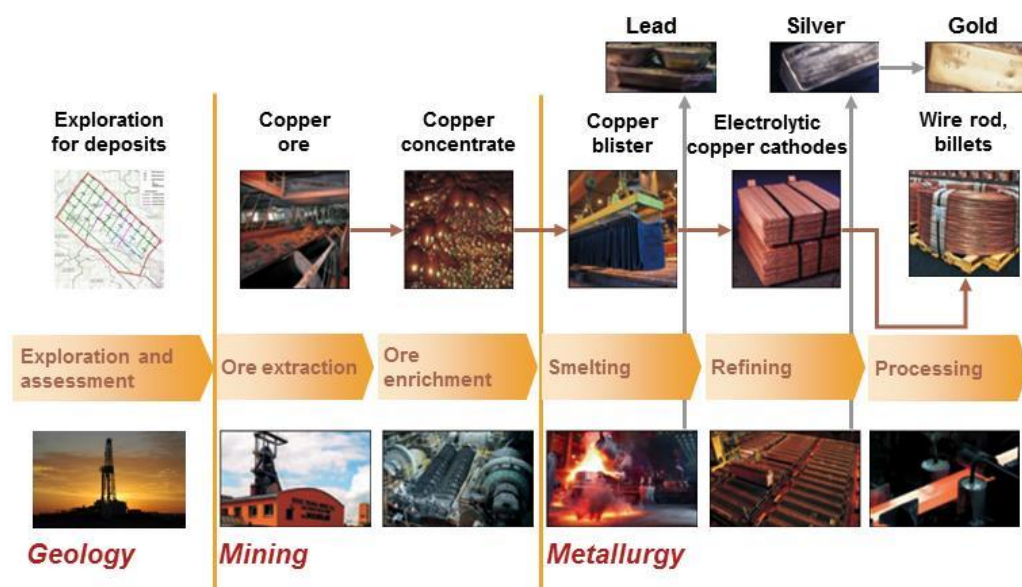 Lead
Silver
Gold
Exploration
for deposits
Copper
ore
Copper
concentrate
Copper
blister
Electrolytic
copper cathodes
Wire rod,
billets
Exploration and
assessment
Ore extraction
Ore
enrichment
Smelting
Refining
Processing
Geology
Mining
Metallurgy